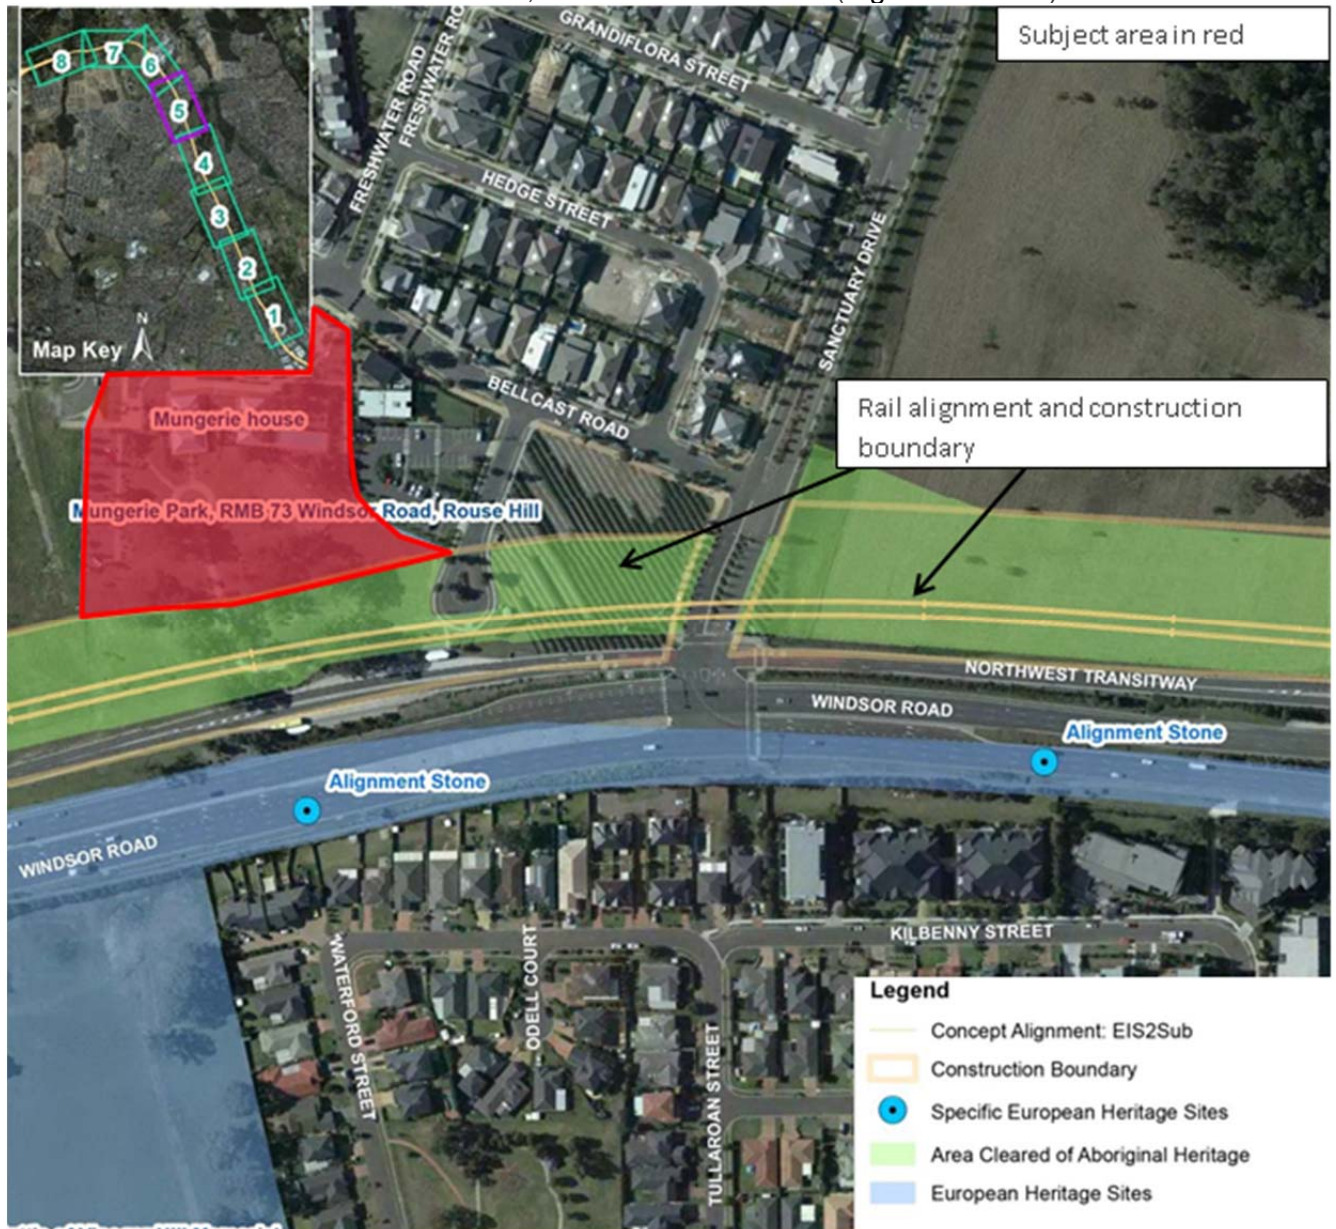 Subject area in red
GRANDIFLORA STREET
FRESHWATER ROAD
FRESHWATER RO
8
7
6
5
4
3
2
1
N
Map Key
HEDGE STREET
SANCTUARY DRIVE
BELLCAST ROAD
Rail alignment and construction
boundary
Mungerie house
Mungerie Park, RMB 73 Windsor Road, Rouse Hill
NORTHWEST TRANSITWAY
WINDSOR ROAD
Alignment Stone
Alignment Stone
WINDSOR ROAD
KILBENNY STREET
WATERFORD STREET
ODELL COURT
TULLAROAN STREET
Legend
Concept Alignment: EIS2Sub
Construction Boundary
Specific European Heritage Sites
Area Cleared of Aboriginal Heritage
European Heritage Sites